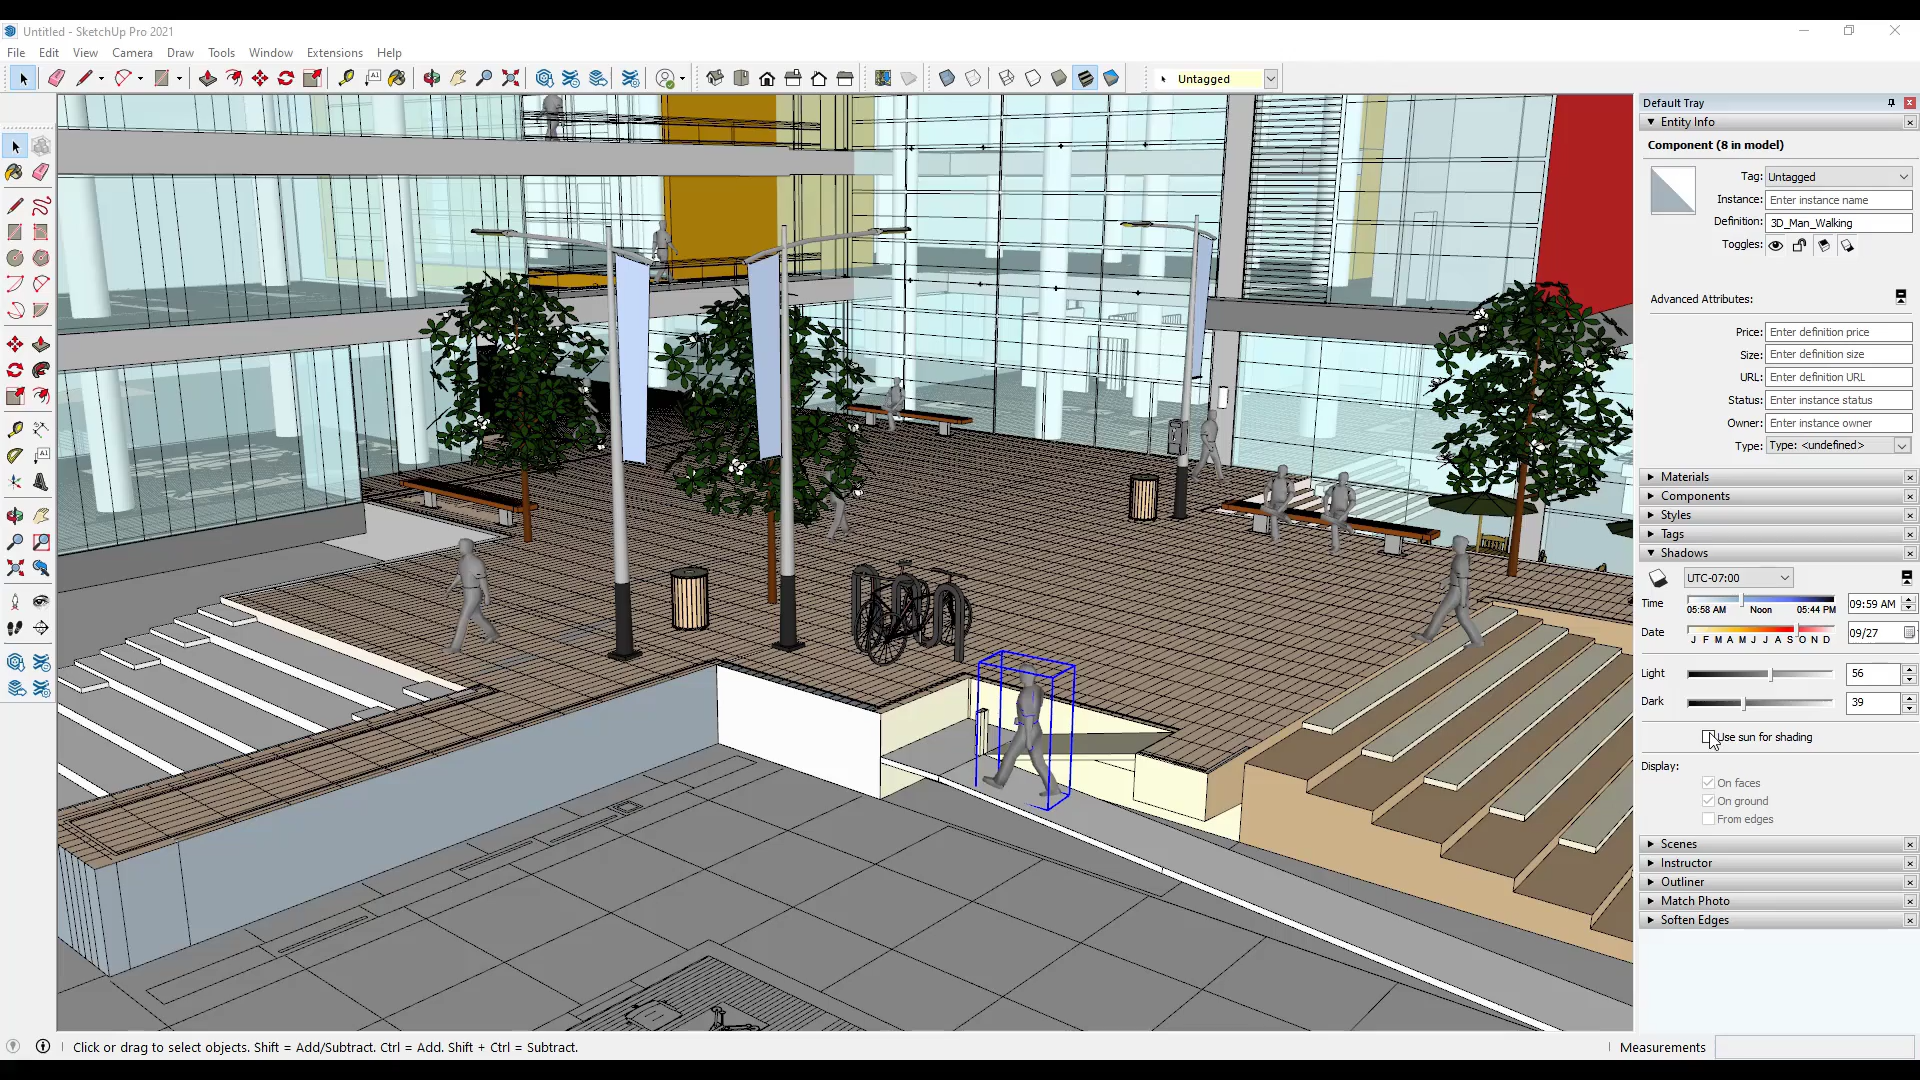 Untitled - SketchUp Pro 2021
File Edit View Camera Draw Tools Window Extensions Help
Untagged
Default Tray
Entity Info
Component (8 in model)
Tag: Untagged
Instance: Enter instance name
Definition: 3D_Man_Walking
Toggles:
Advanced Attributes:
Price: Enter definition price
Size: Enter definition size
URL: Enter definition URL
Status: Enter instance status
Owner: Enter instance owner
Type: Type: <undefined>
Materials
Components
Styles
Tags
Shadows
UTC-07:00
Time 05:58 AM Noon 05:44 PM 09:59 AM
Date J F M A M J J A S O N D 09/27
Light 56
Dark 39
Use sun for shading
Display:
On faces
On ground
From edges
Scenes
Instructor
Outliner
Match Photo
Soften Edges
Click or drag to select objects. Shift = Add/Subtract. Ctrl = Add. Shift + Ctrl = Subtract.
Measurements